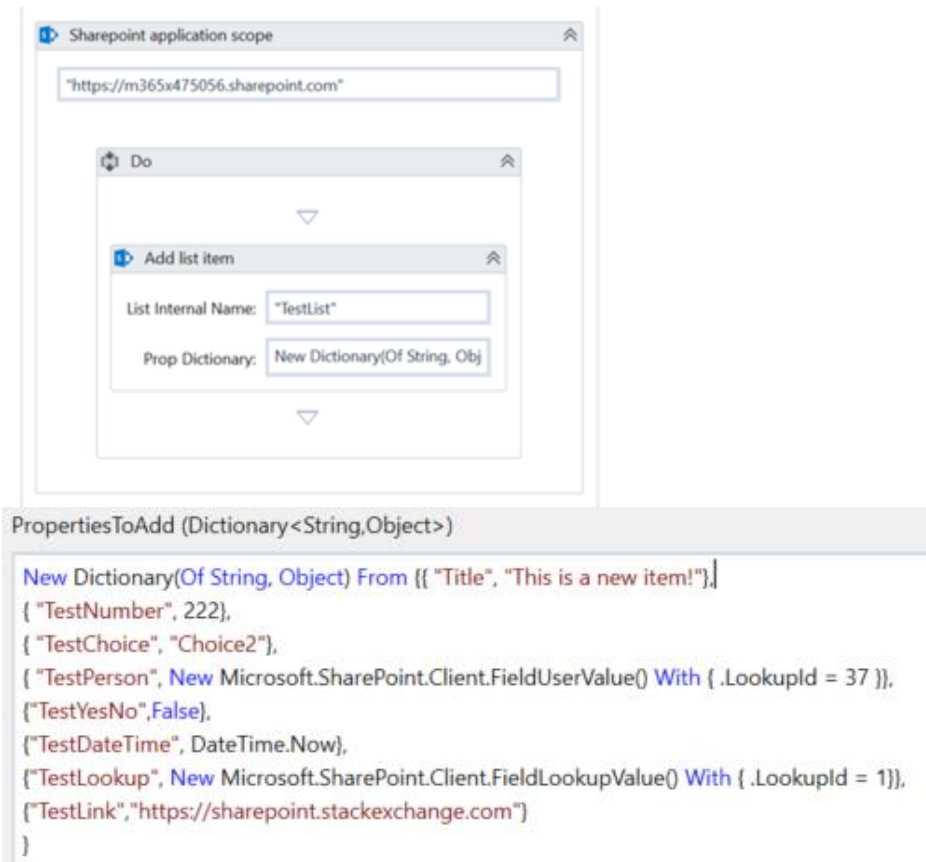 Sharepoint application scope
"https://m365x475056.sharepoint.com"
Do
Add list item
List Internal Name: "TestList"
Prop Dictionary: New Dictionary(Of String, Obj
PropertiesToAdd (Dictionary<String,Object>)
New Dictionary(Of String, Object) From {{ "Title", "This is a new item!"},
{ "TestNumber", 222},
{ "TestChoice", "Choice2"},
{ "TestPerson", New Microsoft.SharePoint.Client.FieldUserValue() With { .LookupId = 37 }},
{"TestYesNo",False},
{"TestDateTime", DateTime.Now},
{"TestLookup", New Microsoft.SharePoint.Client.FieldLookupValue() With { .LookupId = 1}},
{"TestLink","https://sharepoint.stackexchange.com"}
}